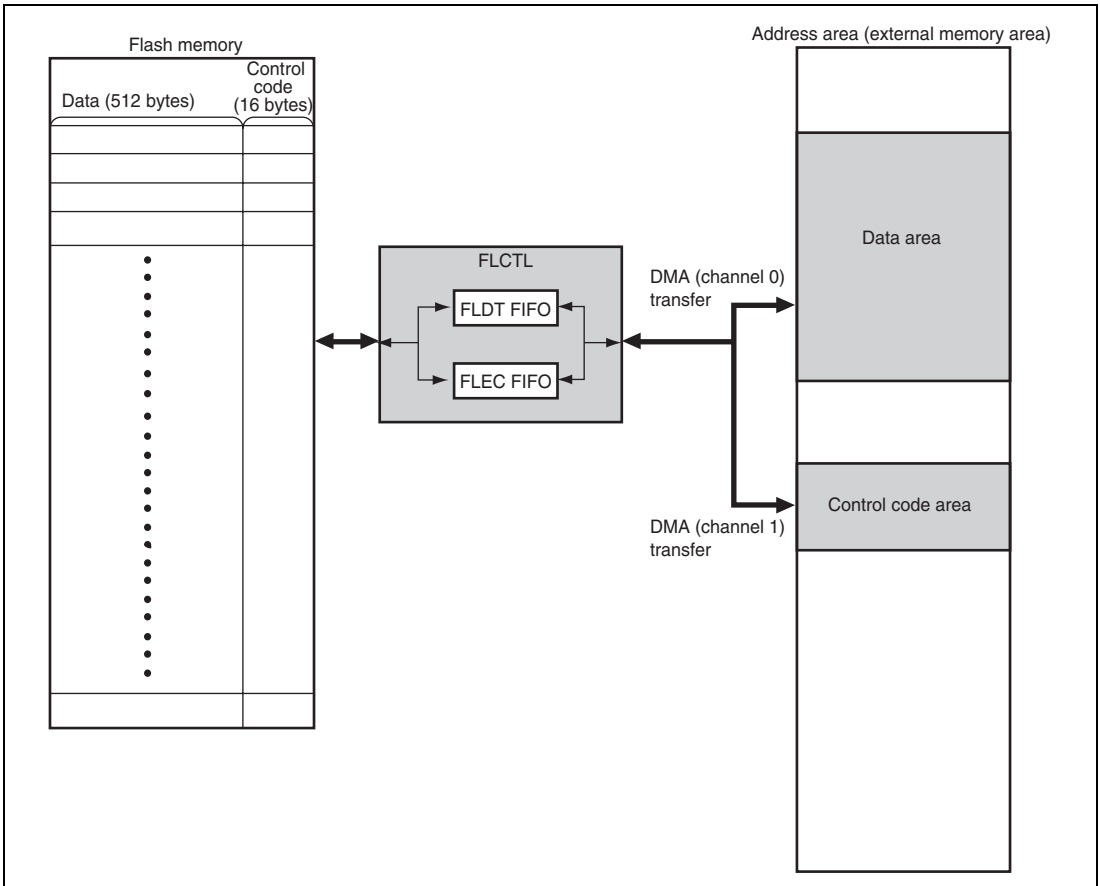 Flash memory
Data (512 bytes)
Control
code
(16 bytes)
FLCTL
FLDT FIFO
FLEC FIFO
DMA (channel 0)
transfer
DMA (channel 1)
transfer
Address area (external memory area)
Data area
Control code area